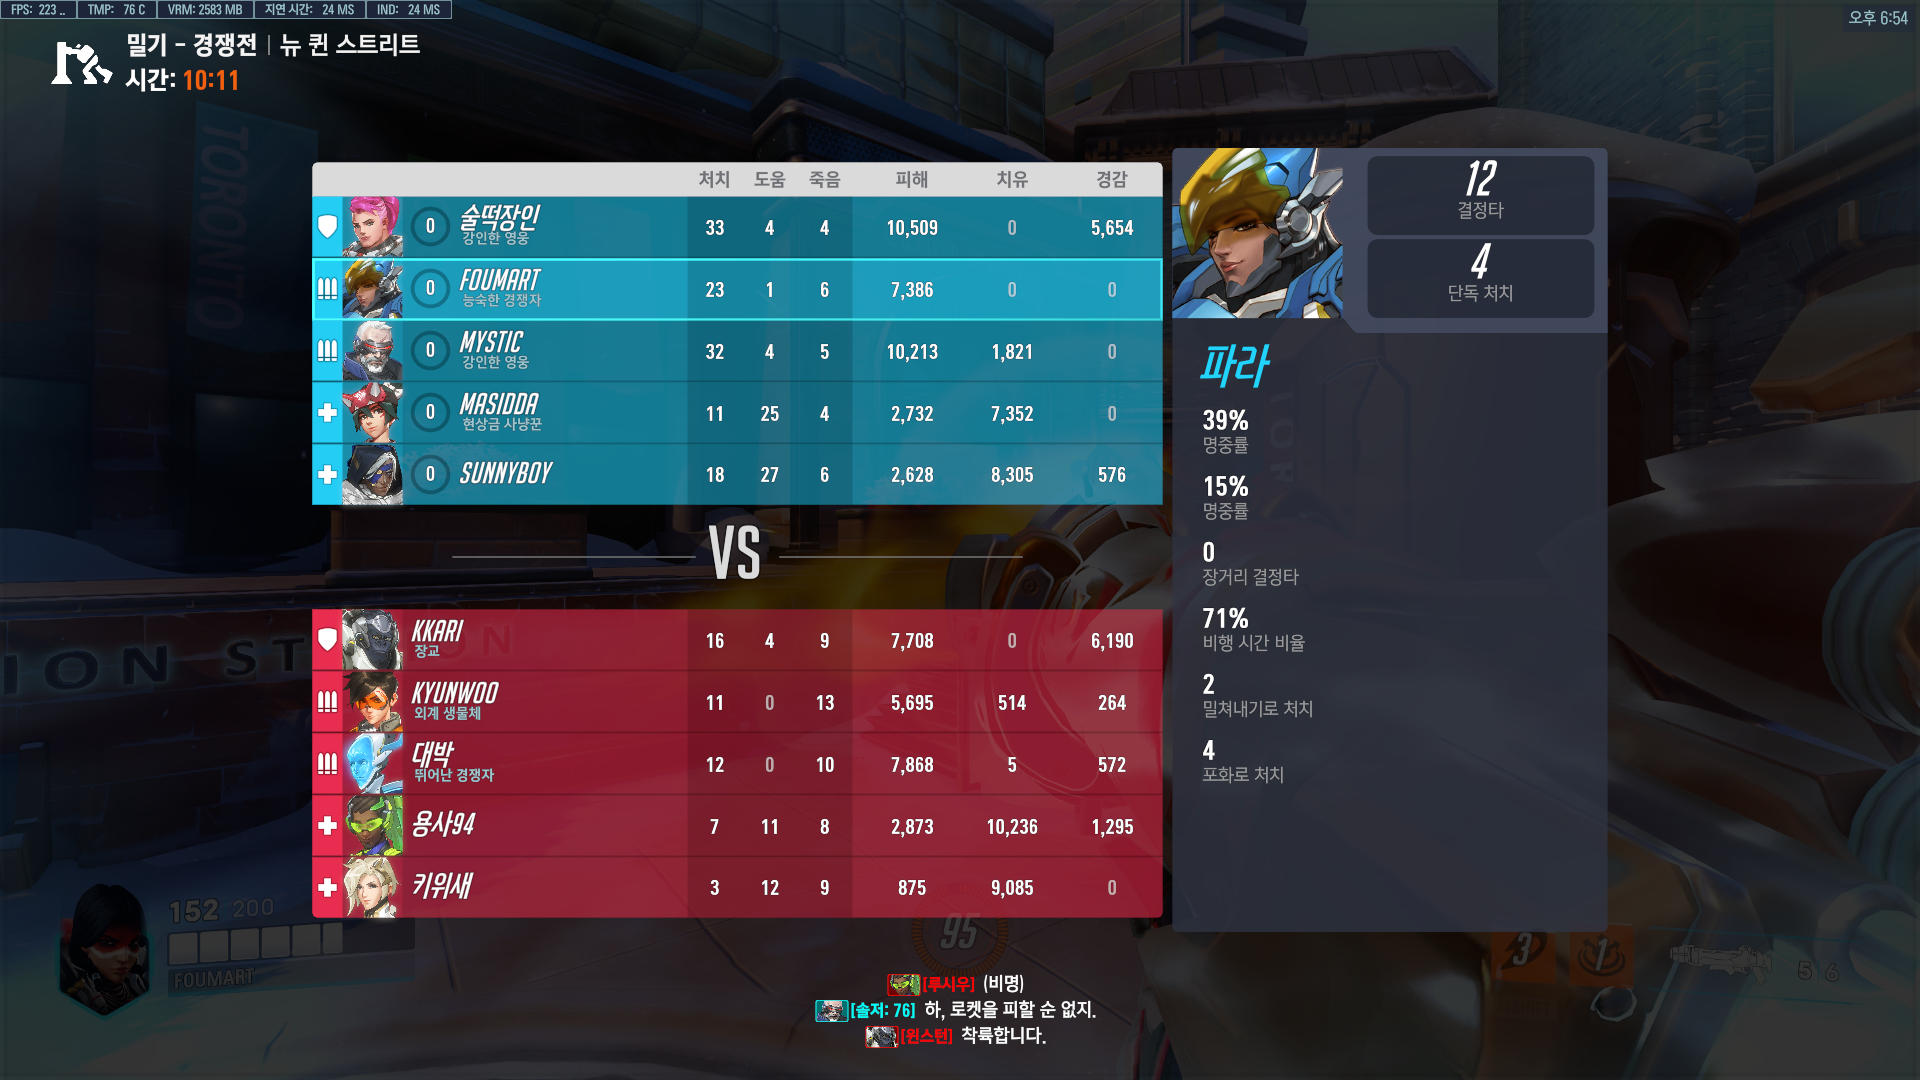 FPS: 223 .. TMP: 76 C VRM: 2583 MB 지연 시간: 24 MS IND: 24 MS
오후 6:54
밀기 - 경쟁전 | 뉴 퀸 스트리트
시간: 10:11
TORONTO
처치 도움 죽음 피해 치유 경감
0 술떡장인 33 4 4 10,509 0 5,654
강인한 영웅
0 FOUMART 23 1 6 7,386 0 0
능숙한 경쟁자
0 MYSTIC 32 4 5 10,213 1,821 0
강인한 영웅
0 MASIDDA 11 25 4 2,732 7,352 0
현상금 사냥꾼
0 SUNNYBOY 18 27 6 2,628 8,305 576
VS
KKARI 16 4 9 7,708 0 6,190
장교
KYUNWOO 11 0 13 5,695 514 264
외계 생물체
대박 12 0 10 7,868 5 572
뛰어난 경쟁자
용사94 7 11 8 2,873 10,236 1,295
키위새 3 12 9 875 9,085 0
12
결정타
4
단독 처치
파라
39%
명중률
15%
명중률
0
장거리 결정타
71%
비행 시간 비율
2
밀쳐내기로 처치
4
포화로 처치
ION STATION
152 200
FOUMART
95
3 1 5 6
[루시우] (비명)
[솔저: 76] 하, 로켓을 피할 순 없지.
[윈스턴] 착륙합니다.